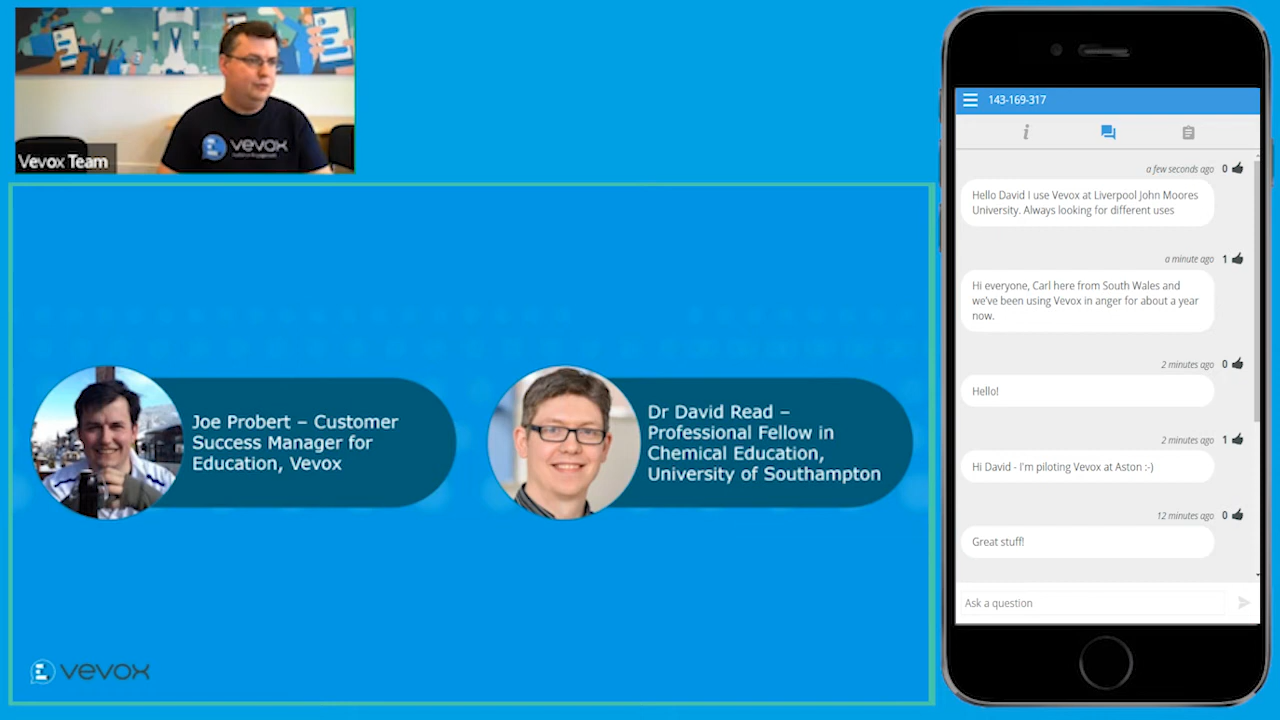 vevox
Vevox Team
Joe Probert – Customer
Success Manager for
Education, Vevox
Dr David Read –
Professional Fellow in
Chemical Education,
University of Southampton
vevox
143-169-317
a few seconds ago 0
Hello David I use Vevox at Liverpool John Moores
University. Always looking for different uses
a minute ago 1
Hi everyone, Carl here from South Wales and
we've been using Vevox in anger for about a year
now.
2 minutes ago 0
Hello!
2 minutes ago 1
Hi David - I'm piloting Vevox at Aston :-)
12 minutes ago 0
Great stuff!
Ask a question